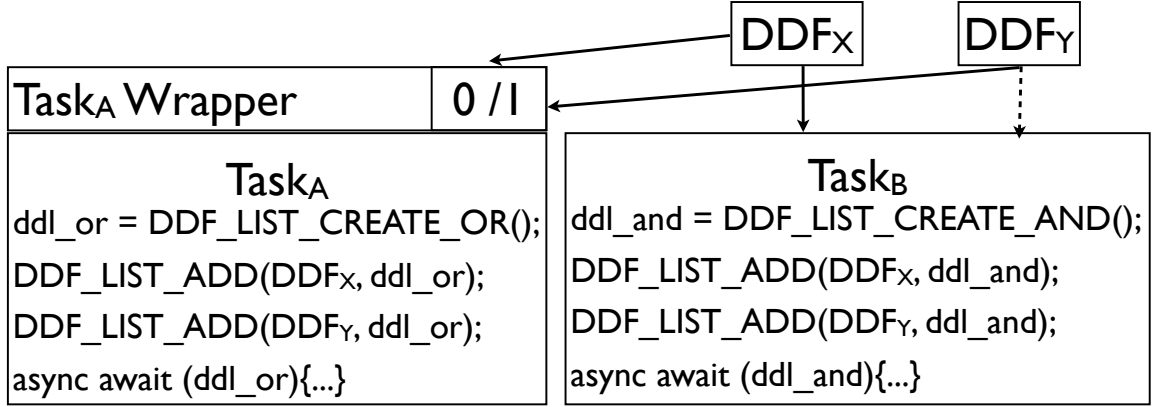 DDFX DDFY
TaskA Wrapper 0 /1
TaskA
ddl_or = DDF_LIST_CREATE_OR();
DDF_LIST_ADD(DDFX, ddl_or);
DDF_LIST_ADD(DDFY, ddl_or);
async await (ddl_or){...}
TaskB
ddl_and = DDF_LIST_CREATE_AND();
DDF_LIST_ADD(DDFX, ddl_and);
DDF_LIST_ADD(DDFY, ddl_and);
async await (ddl_and){...}